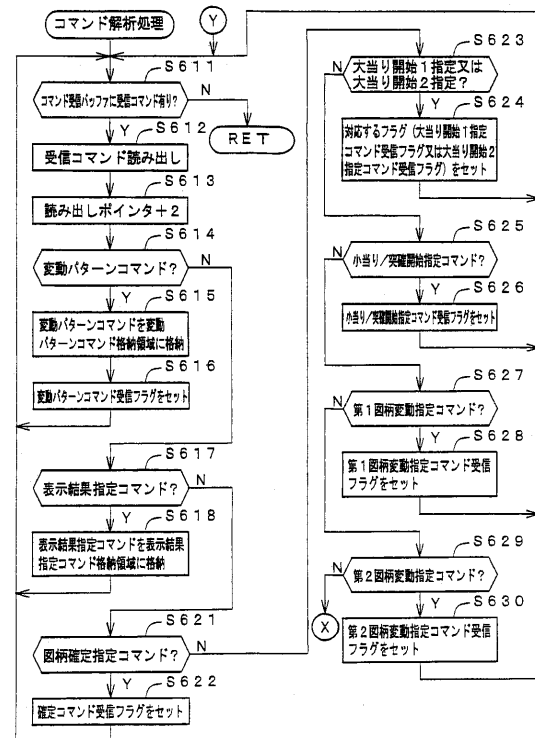 コマンド解析処理
Y
S611
コマンド受信バッファに受信コマンド有り?
N
RET
Y
S612
受信コマンド読み出し
S613
読み出しポインタ+2
S614
変動パターンコマンド?
N
Y
S615
変動パターンコマンドを変動
パターンコマンド格納領域に格納
S616
変動パターンコマンド受信フラグをセット
S617
表示結果指定コマンド?
N
Y
S618
表示結果指定コマンドを表示結果
指定コマンド格納領域に格納
S621
図柄確定指定コマンド?
N
Y
S622
確定コマンド受信フラグをセット
S623
N
大当り開始1指定又は
大当り開始2指定?
Y
S624
対応するフラグ(大当り開始1指定
コマンド受信フラグ又は大当り開始2
指定コマンド受信フラグ)をセット
S625
N
小当り/突確開始指定コマンド?
Y
S626
小当り/突確開始指定コマンド受信フラグをセット
S627
N
第1図柄変動指定コマンド?
Y
S628
第1図柄変動指定コマンド受信
フラグをセット
S629
N
第2図柄変動指定コマンド?
X
Y
S630
第2図柄変動指定コマンド受信
フラグをセット